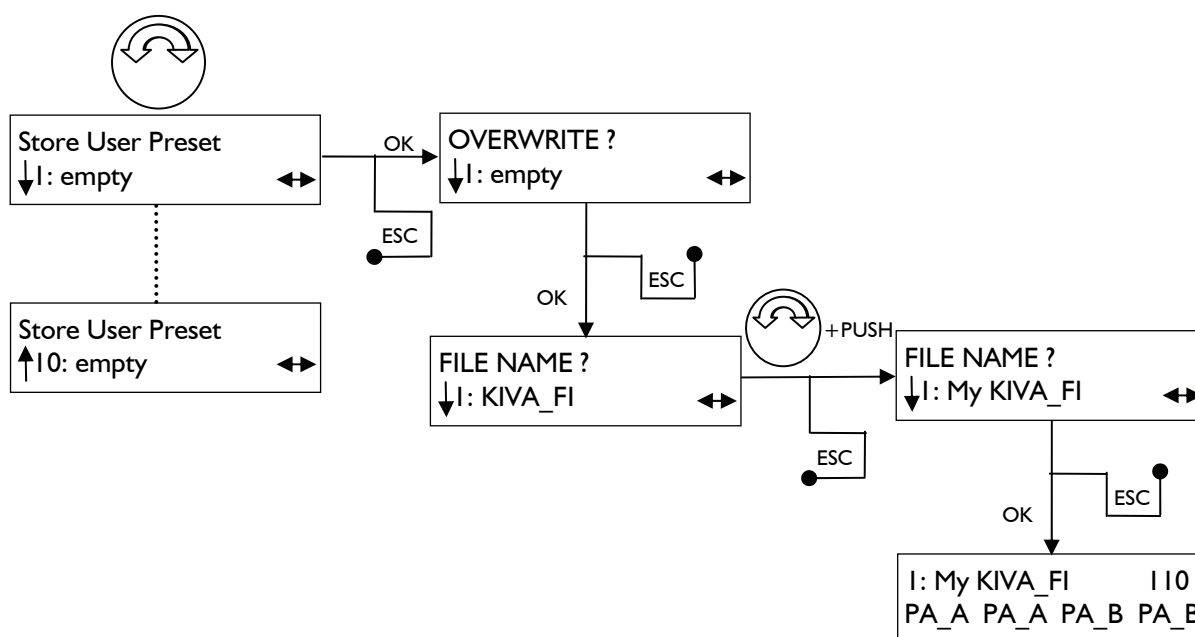 Store User Preset
1: empty
OK
ESC
OVERWRITE ?
1: empty
Store User Preset
10: empty
ESC
OK
FILE NAME ?
1: KIVA_FI
+PUSH
ESC
FILE NAME ?
1: My KIVA_FI
ESC
OK
1: My KIVA_FI 110
PA_A PA_A PA_B PA_B